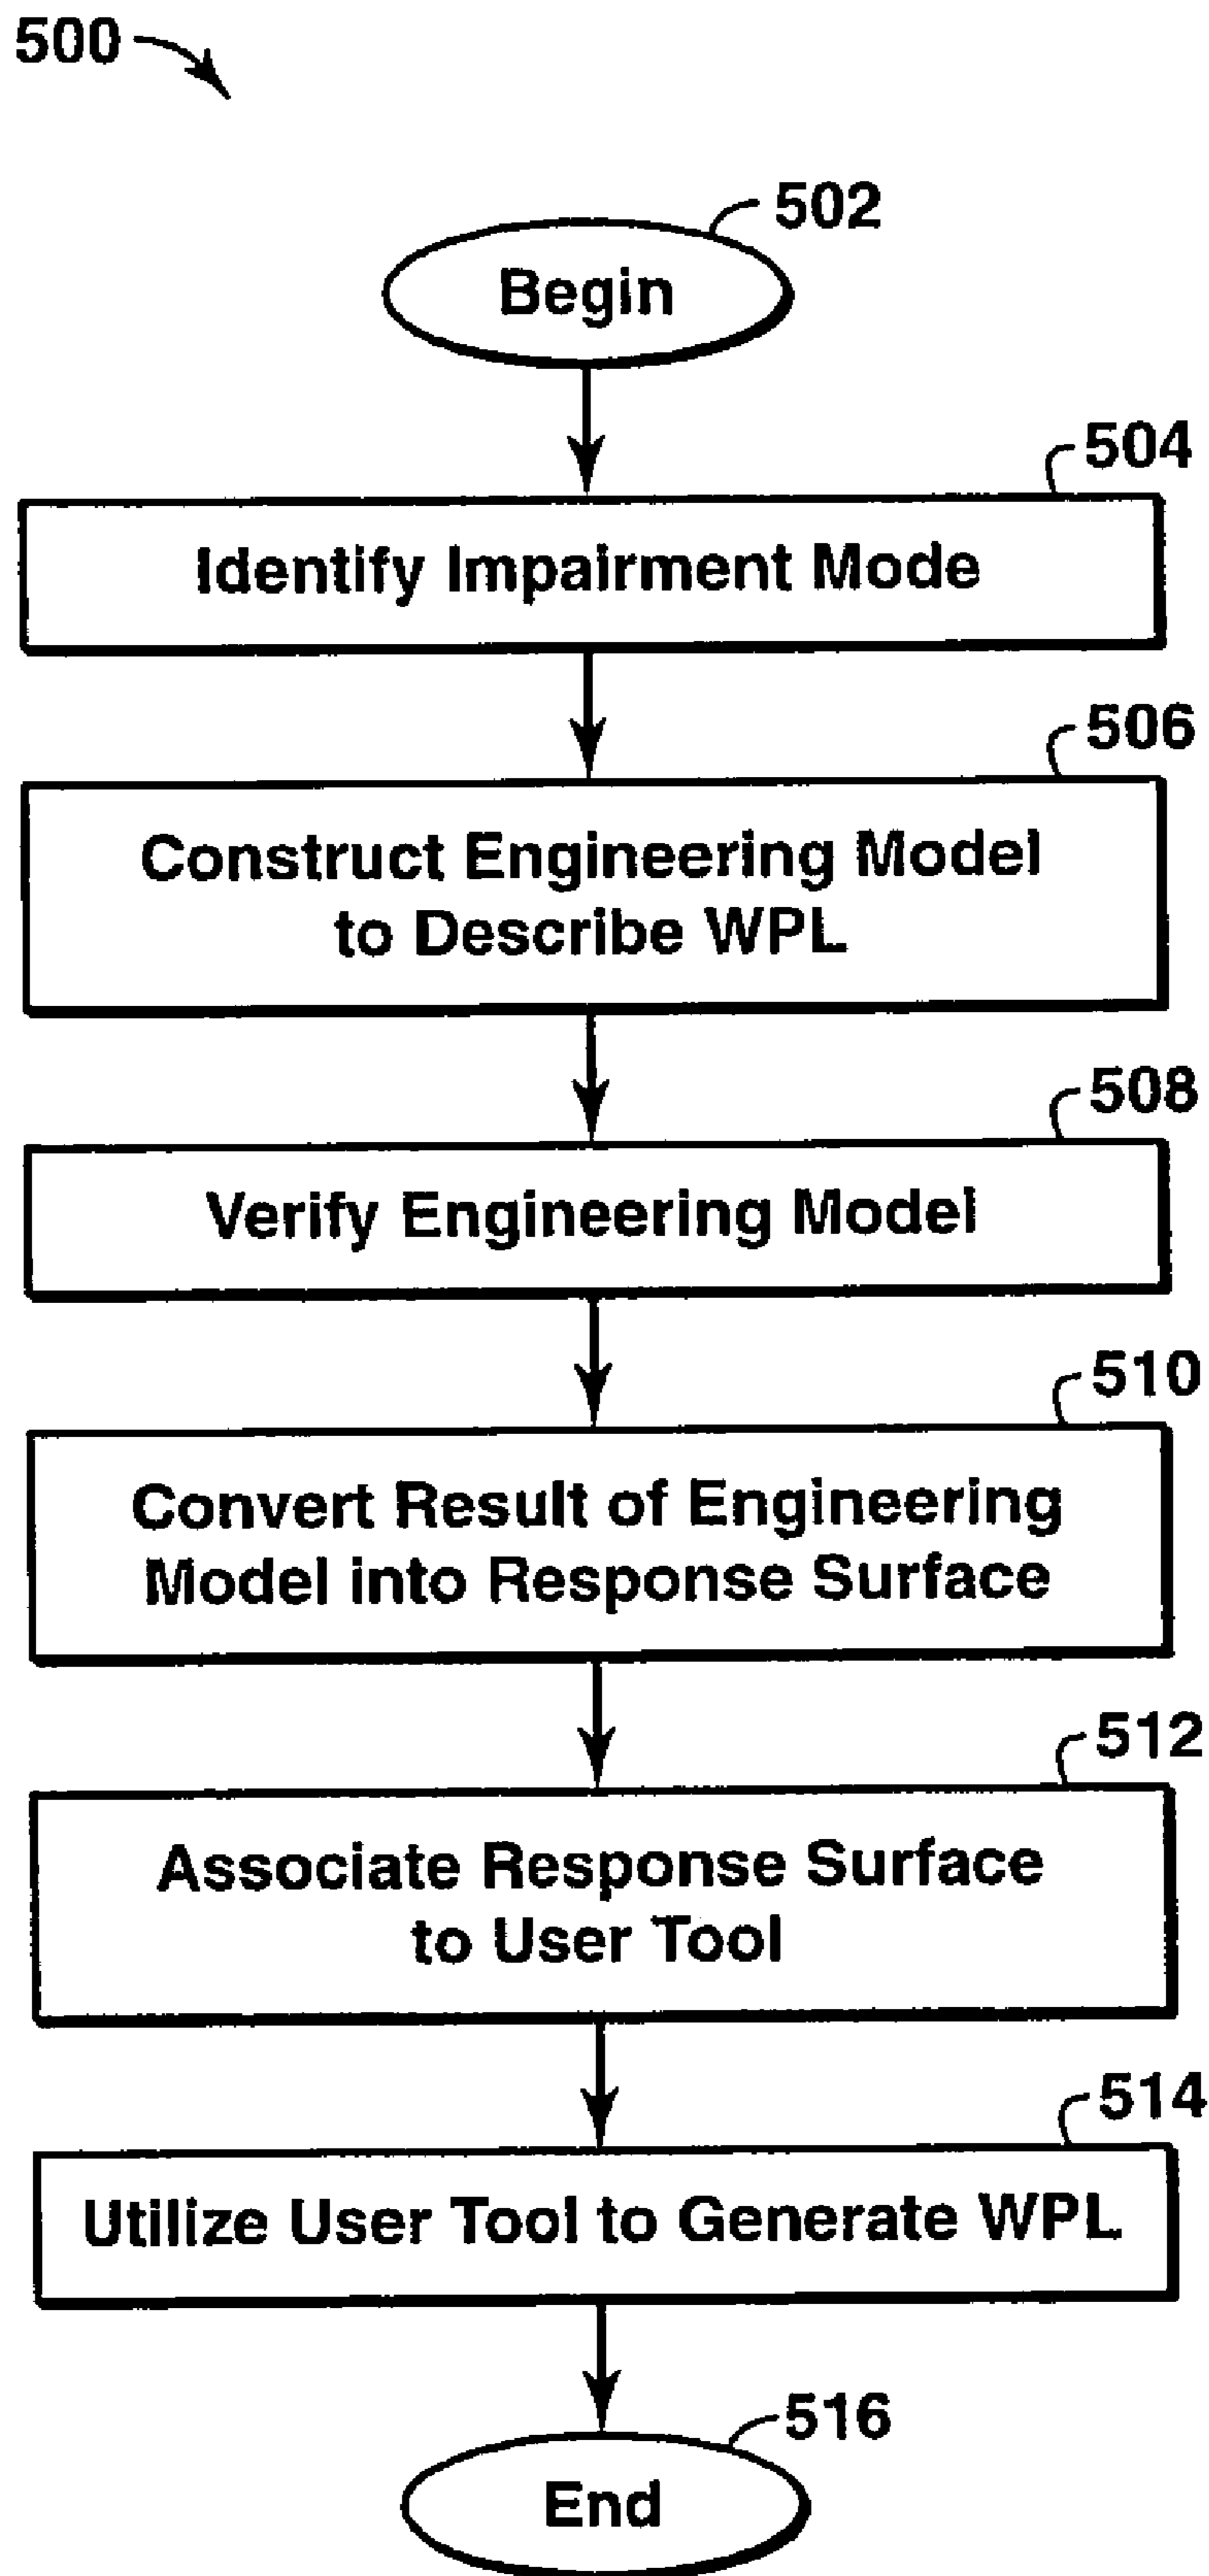 500
502
Begin
504
Identify Impairment Mode
506
Construct Engineering Model
to Describe WPL
508
Verify Engineering Model
510
Convert Result of Engineering
Model into Response Surface
512
Associate Response Surface
to User Tool
514
Utilize User Tool to Generate WPL
516
End